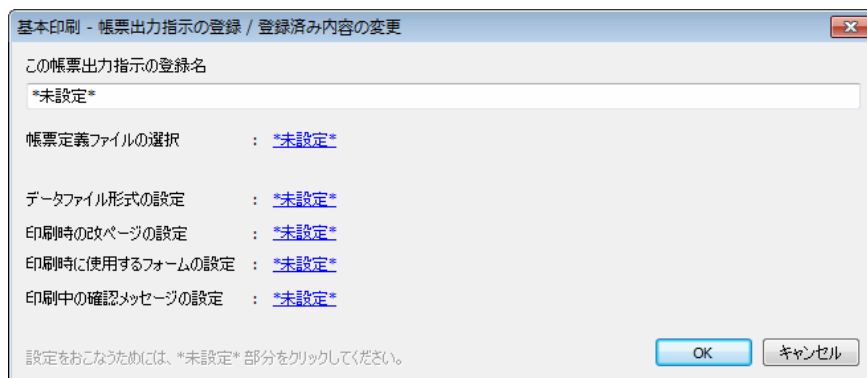 基本印刷 - 帳票出力指示の登録 / 登録済み内容の変更
この帳票出力指示の登録名
*未設定*
帳票定義ファイルの選択 : *未設定*
データファイル形式の設定 : *未設定*
印刷時の改ページの設定 : *未設定*
印刷時に使用するフォームの設定 : *未設定*
印刷中の確認メッセージの設定 : *未設定*
設定をおこなうためには、*未設定* 部分をクリックしてください。
OK キャンセル